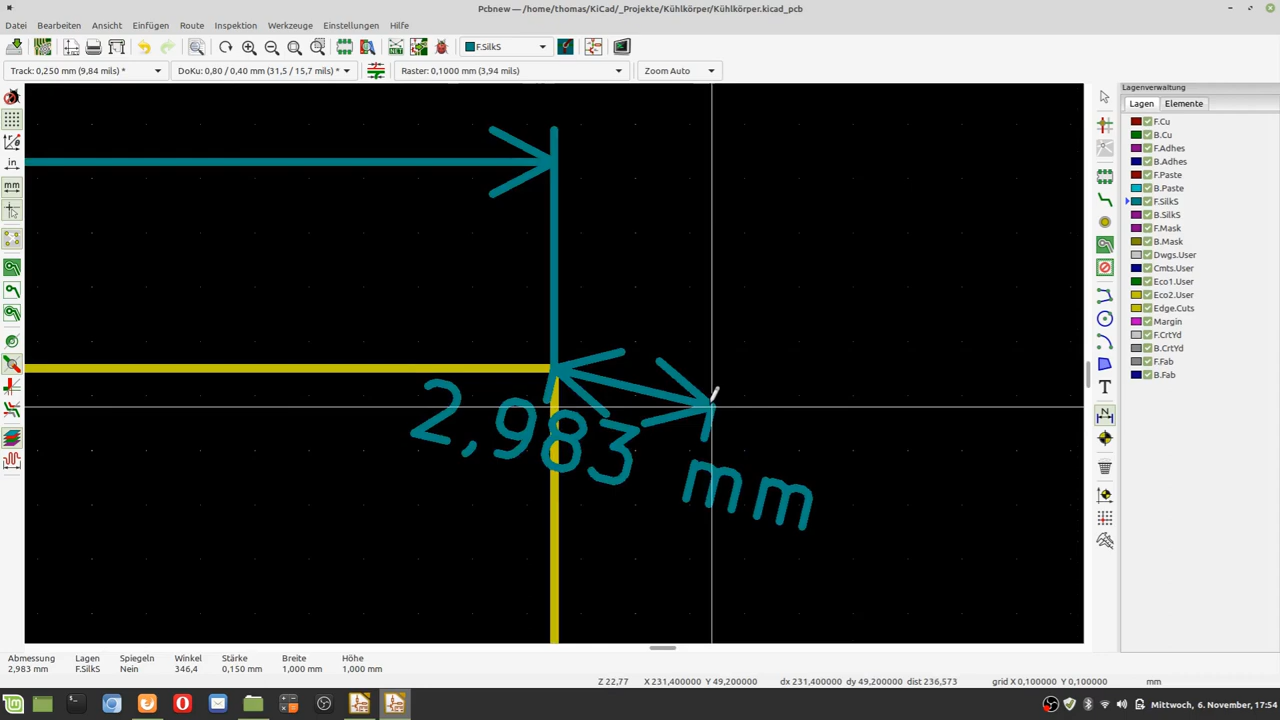 Pcbnew — /home/thomas/KiCad/_Projekte/Kühlkörper/Kühlkörper.kicad_pcb
Datei Bearbeiten Ansicht Einfügen Route Inspektion Werkzeuge Einstellungen Hilfe
F.SilkS
Track: 0,250 mm (9,84 mils) * DoKu: 0,80 / 0,40 mm (31,5 / 15,7 mils) * Raster: 0,1000 mm (3,94 mils) Zoom Auto
Lagenverwaltung
Lagen Elemente
F.Cu
B.Cu
F.Adhes
B.Adhes
F.Paste
B.Paste
F.SilkS
B.SilkS
F.Mask
B.Mask
Dwgs.User
Cmts.User
Eco1.User
Eco2.User
Edge.Cuts
Margin
F.CrtYd
B.CrtYd
F.Fab
B.Fab
in
mm
2,983 mm
Abmessung Lagen Spiegeln Winkel Stärke Breite Höhe
2,983 mm F.SilkS Nein 346,4 0,150 mm 1,000 mm 1,000 mm
Z 22,77 X 231,400000 Y 49,200000 dx 231,400000 dy 49,200000 dist 236,573 grid X 0,100000 Y 0,100000 mm
Mittwoch, 6. November, 17:54